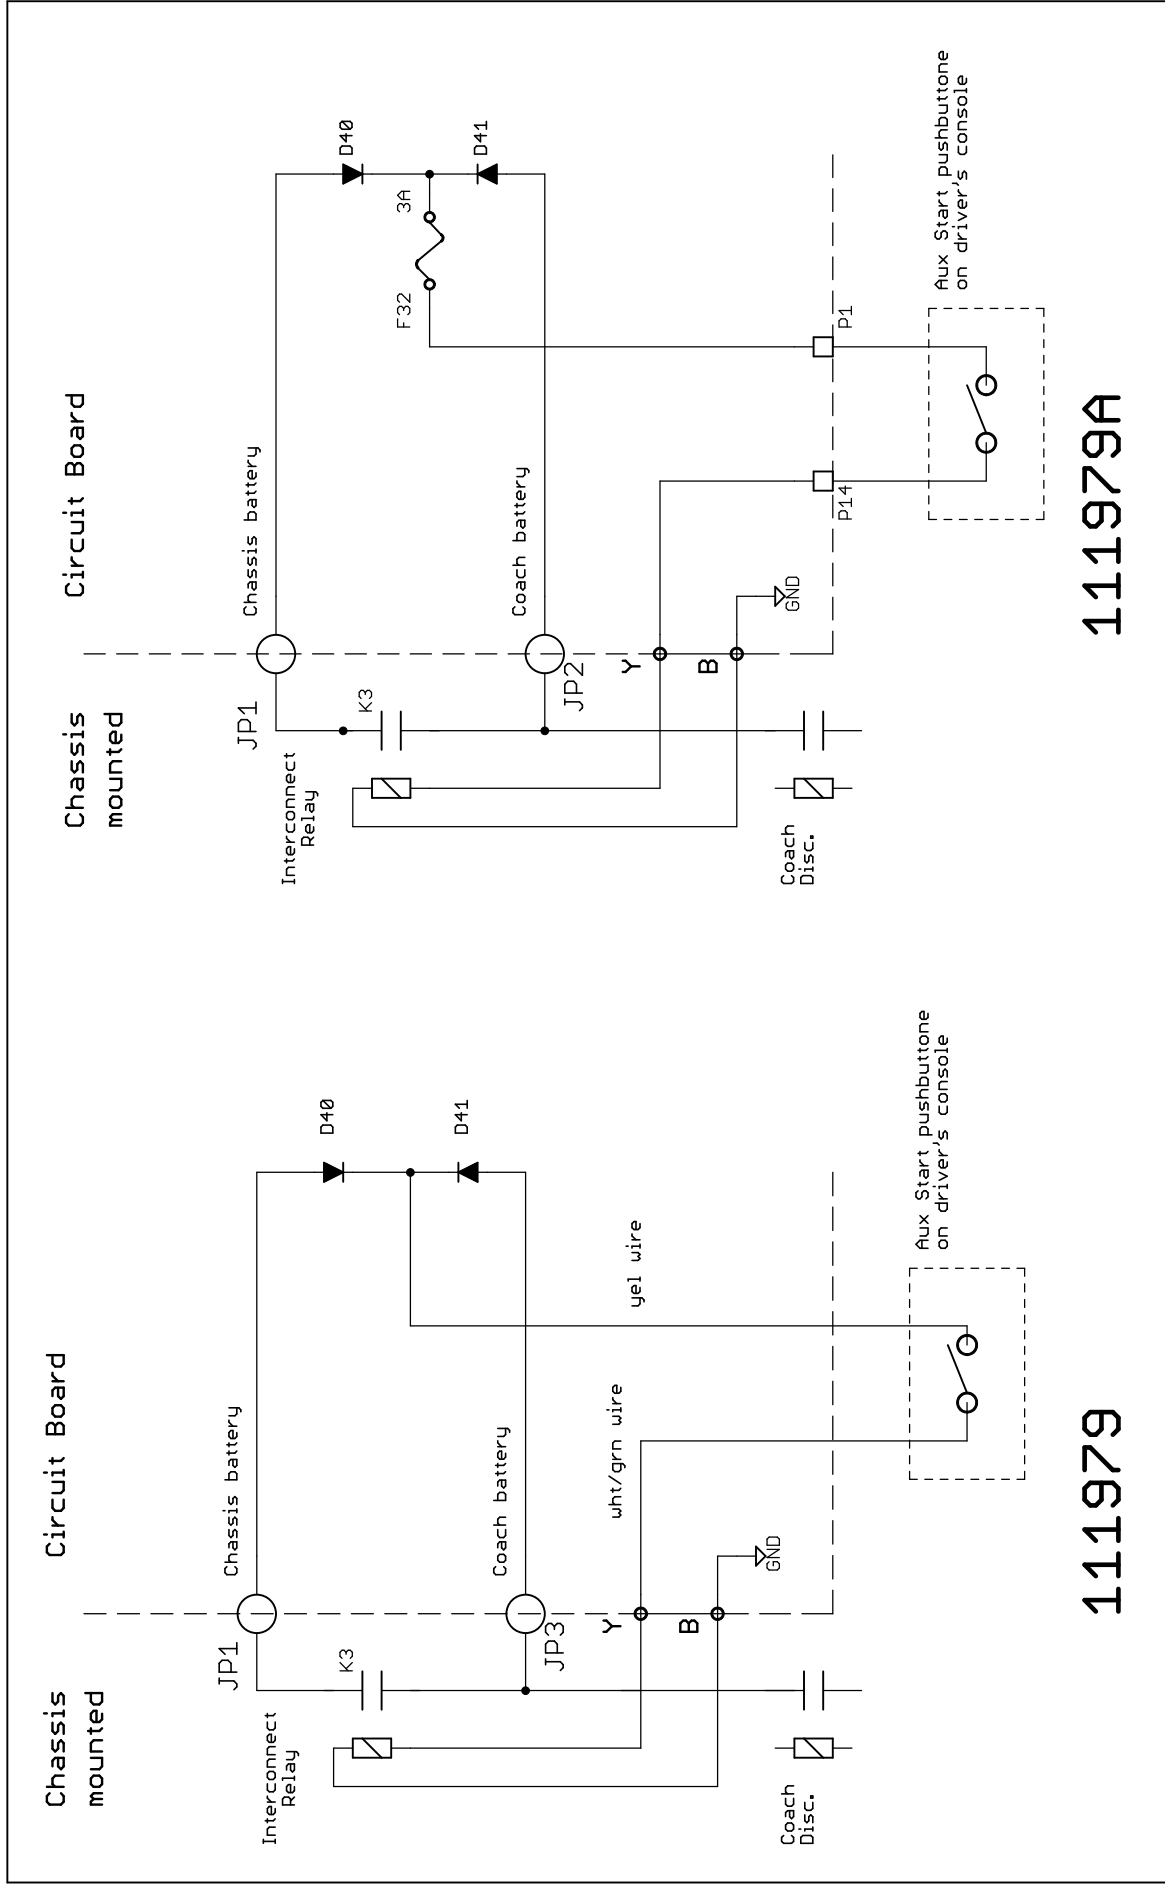 Chassis
mounted
Circuit Board
JP1
Chassis battery
D40
K3
Interconnect
Relay
D41
Coach battery
JP3
Y
wht/grn wire
yel wire
B
GND
Coach
Disc.
Aux Start pushbuttone
on driver's console
111979
Chassis
mounted
Circuit Board
JP1
Chassis battery
D40
K3
Interconnect
Relay
F32
3A
D41
Coach battery
JP2
Y
B
GND
Coach
Disc.
P14
P1
Aux Start pushbuttone
on driver's console
111979A